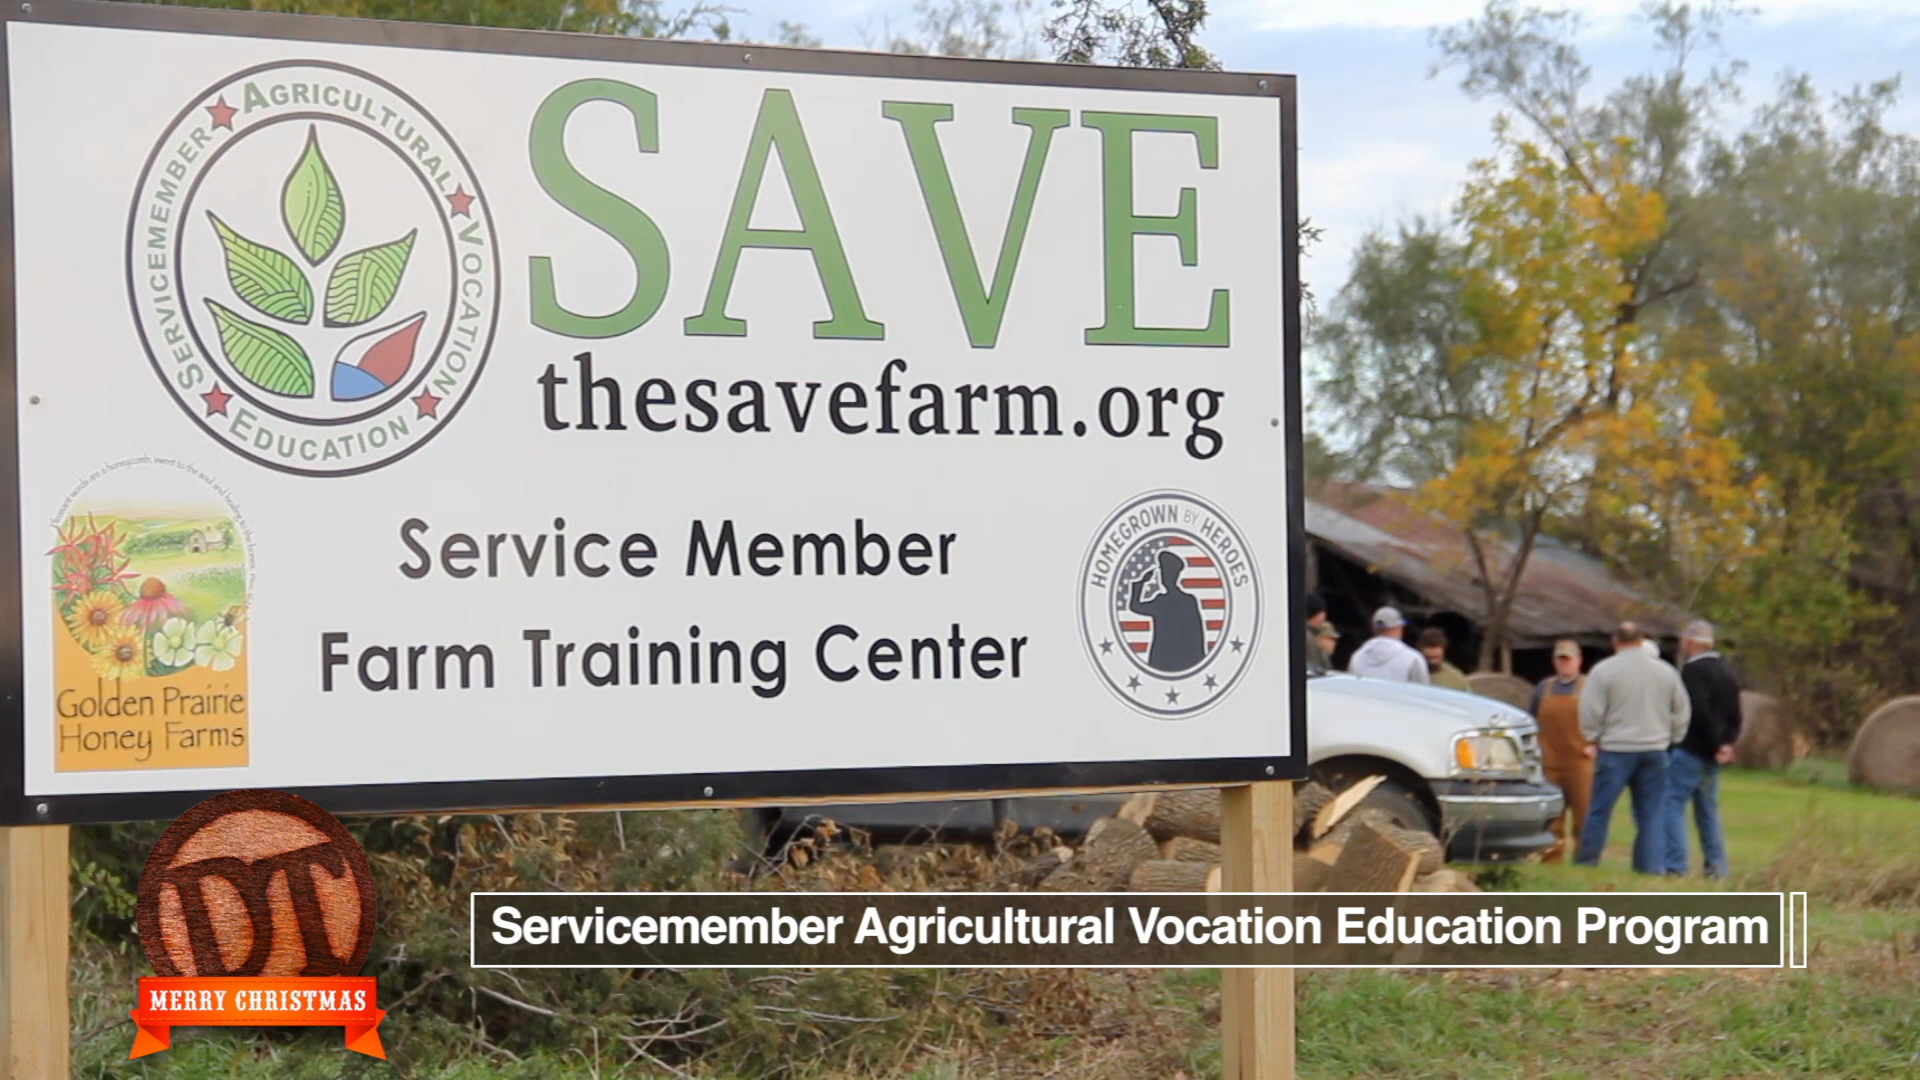 SERVICEMEMBER AGRICULTURAL VOCATION EDUCATION
SAVE
thesavefarm.org
Service Member
Farm Training Center
HOMEGROWN BY HEROES
Golden Prairie
Honey Farms
DT
MERRY CHRISTMAS
Servicemember Agricultural Vocation Education Program